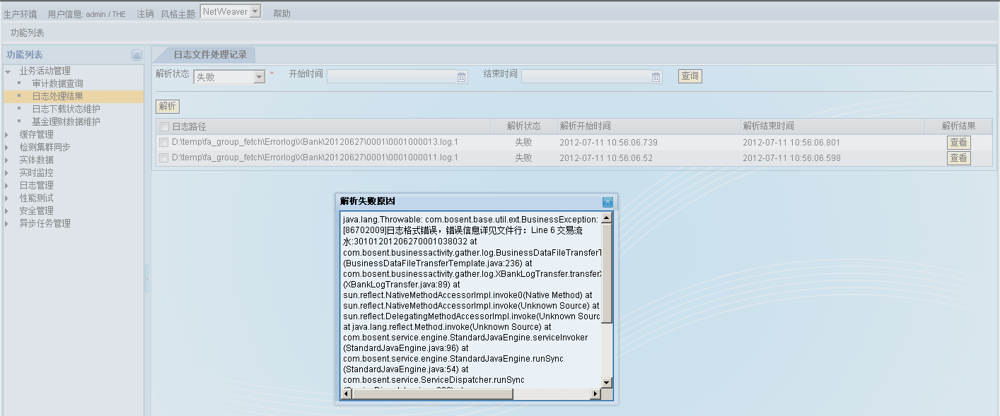 生产环境 用户信息: admin / THE 注销 风格主题: NetWeaver 帮助
功能列表
功能列表
业务活动管理
审计数据查询
日志处理结果
日志下载状态维护
基金理财数据维护
缓存管理
检测集群同步
实体数据
实时监控
日志管理
性能测试
安全管理
异步任务管理
日志文件处理记录
解析状态 失败 * 开始时间 31 结束时间 31 查询
解析
日志路径 解析状态 解析开始时间 解析结束时间 解析结果
D:\temp\fa_group_fetch\Errorlog\XBank\20120627\0001\0001000013.log.1 失败 2012-07-11 10:56:06.739 2012-07-11 10:56:06.801 查看
D:\temp\fa_group_fetch\Errorlog\XBank\20120627\0001\0001000011.log.1 失败 2012-07-11 10:56:06.52 2012-07-11 10:56:06.598 查看
解析失败原因
java.lang.Throwable: com.bosent.base.util.ext.BusinessException:
[86702009]日志格式错误，错误信息详见文件行：Line 6 交易流
水:30101201206270001038032 at
com.bosent.businessactivity.gather.log.BusinessDataFileTransferT
(BusinessDataFileTransferTemplate.java:236) at
com.bosent.businessactivity.gather.log.XBankLogTransfer.transferX
(XBankLogTransfer.java:89) at
sun.reflect.NativeMethodAccessorImpl.invoke0(Native Method) at
sun.reflect.NativeMethodAccessorImpl.invoke(Unknown Source) at
sun.reflect.DelegatingMethodAccessorImpl.invoke(Unknown Sourc
at java.lang.reflect.Method.invoke(Unknown Source) at
com.bosent.service.engine.StandardJavaEngine.serviceInvoker
(StandardJavaEngine.java:96) at
com.bosent.service.engine.StandardJavaEngine.runSync
(StandardJavaEngine.java:54) at
com.bosent.service.ServiceDispatcher.runSync